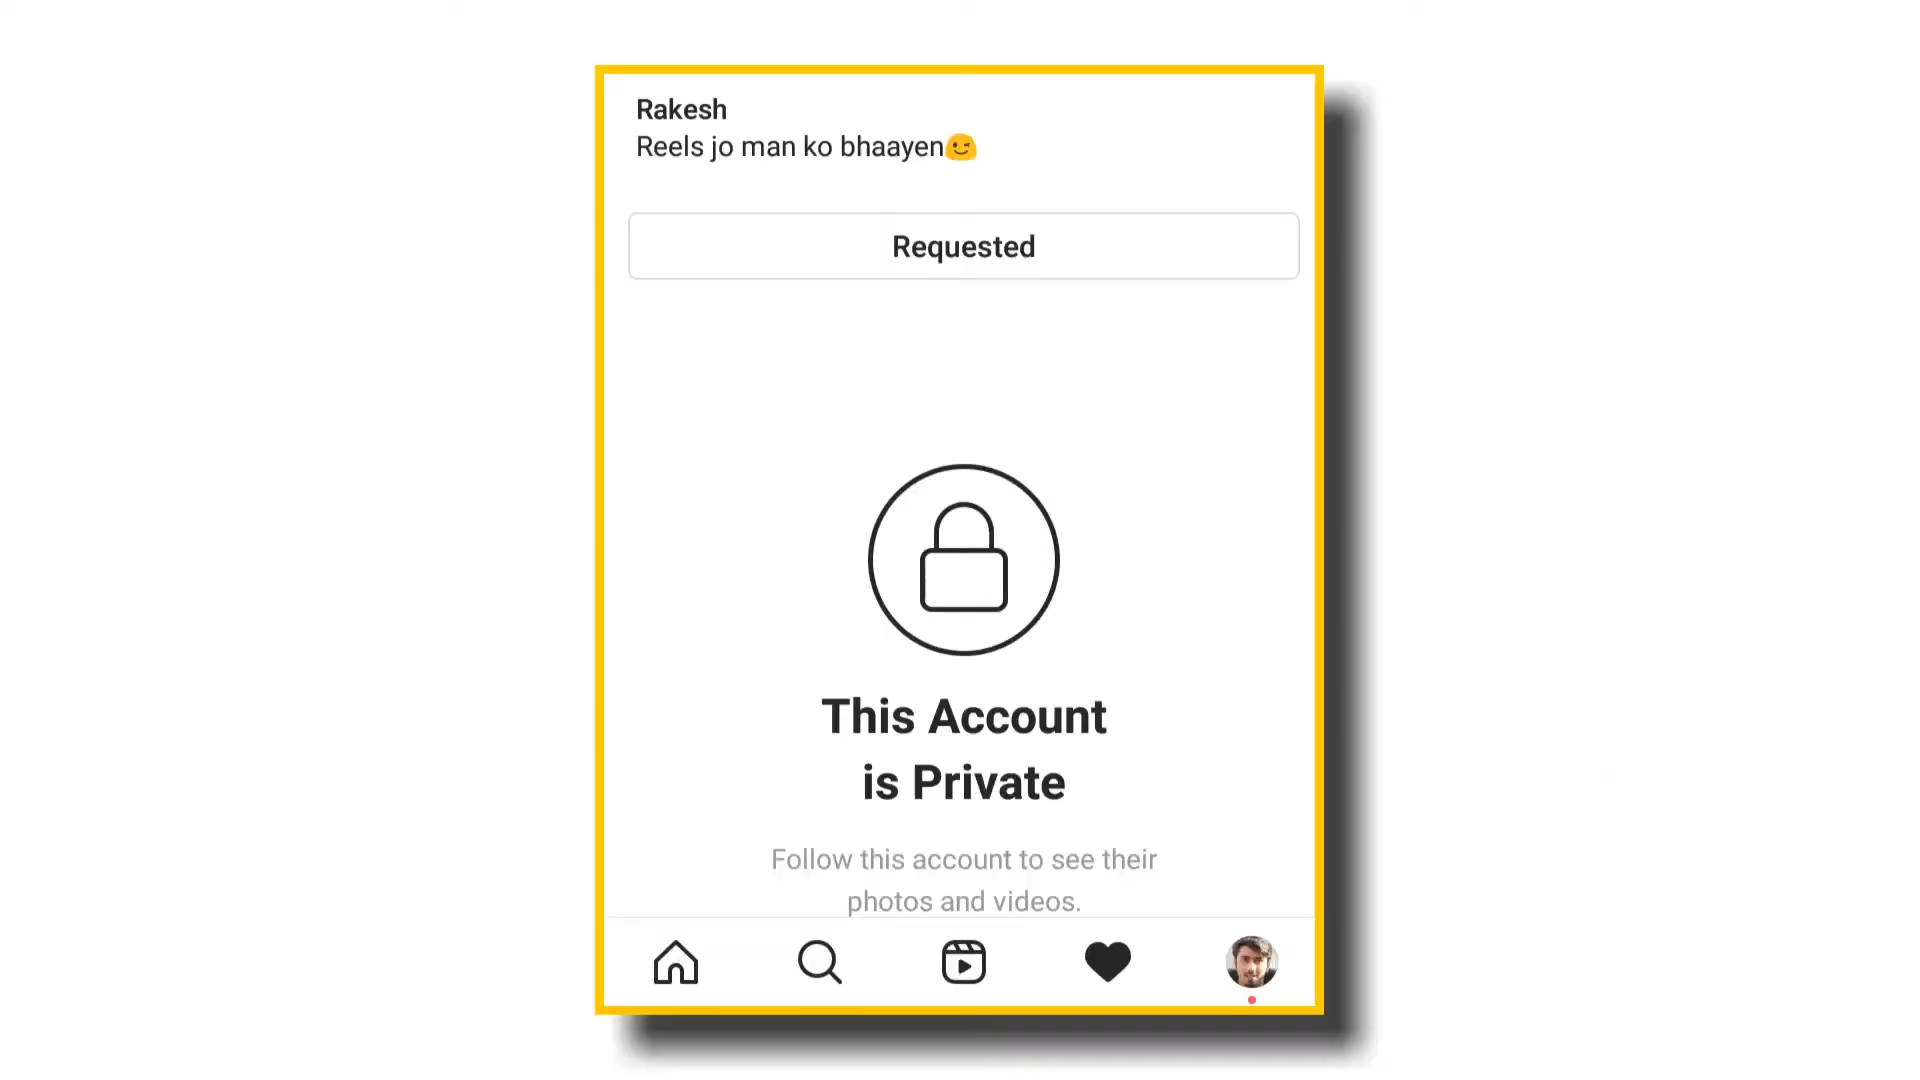 Rakesh
Reels jo man ko bhaayen😉
Requested
This Account
is Private
Follow this account to see their
photos and videos.